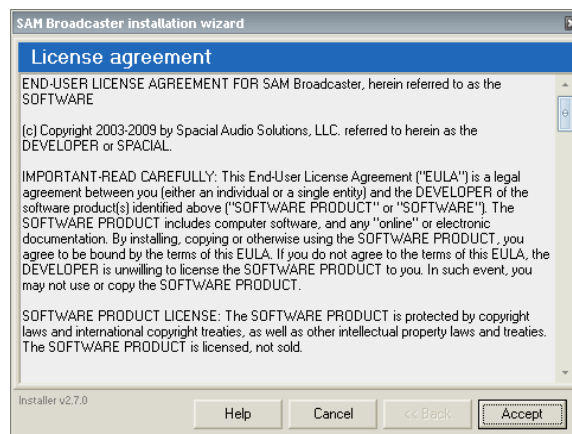 SAM Broadcaster installation wizard
License agreement
END-USER LICENSE AGREEMENT FOR SAM Broadcaster, herein referred to as the
SOFTWARE
(c) Copyright 2003-2009 by Spacial Audio Solutions, LLC. referred to herein as the
DEVELOPER or SPACIAL.
IMPORTANT-READ CAREFULLY: This End-User License Agreement ("EULA") is a legal
agreement between you (either an individual or a single entity) and the DEVELOPER of the
software product(s) identified above ("SOFTWARE PRODUCT" or "SOFTWARE"). The
SOFTWARE PRODUCT includes computer software, and any "online" or electronic
documentation. By installing, copying or otherwise using the SOFTWARE PRODUCT, you
agree to be bound by the terms of this EULA. If you do not agree to the terms of this EULA, the
DEVELOPER is unwilling to license the SOFTWARE PRODUCT to you. In such event, you
may not use or copy the SOFTWARE PRODUCT.
SOFTWARE PRODUCT LICENSE: The SOFTWARE PRODUCT is protected by copyright
laws and international copyright treaties, as well as other intellectual property laws and treaties.
The SOFTWARE PRODUCT is licensed, not sold.
Installer v2.7.0
Help Cancel << Back Accept